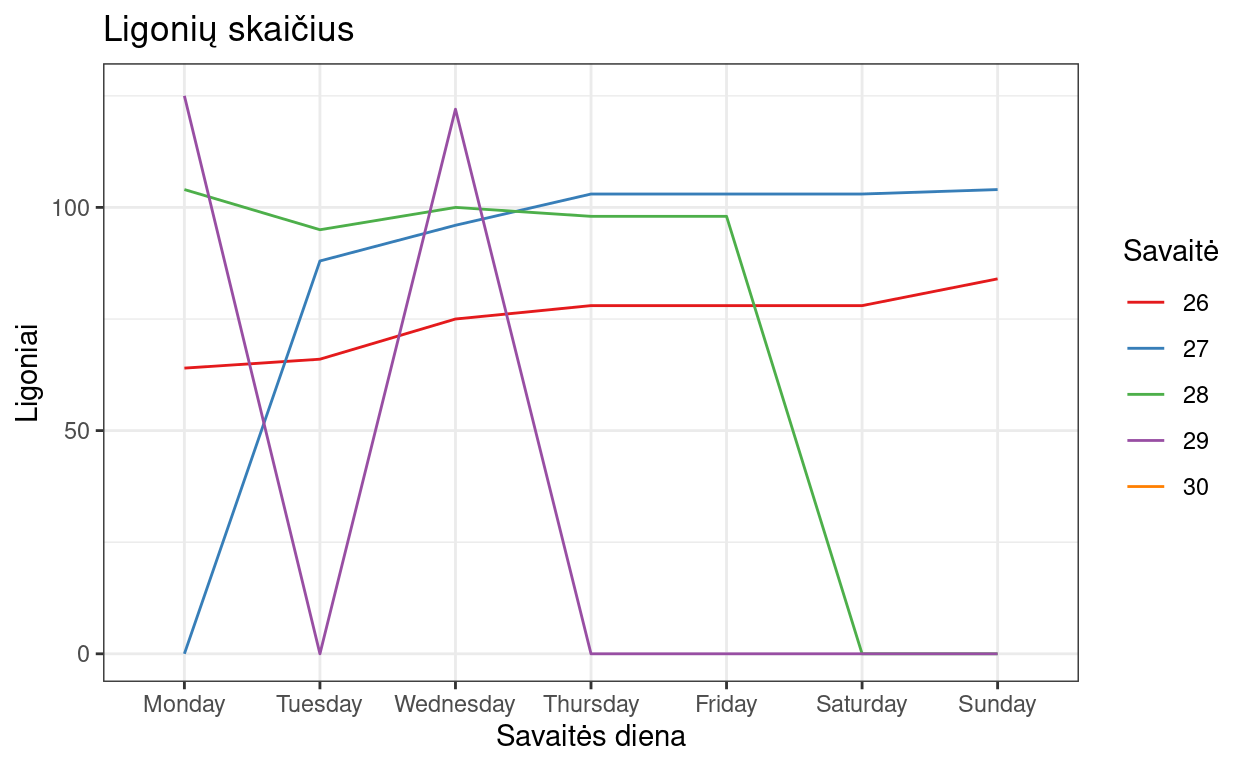 Ligonių skaičius
Ligoniai
100
50
0
Monday Tuesday Wednesday Thursday Friday Saturday Sunday
Savaitės diena
Savaitė
26
27
28
29
30